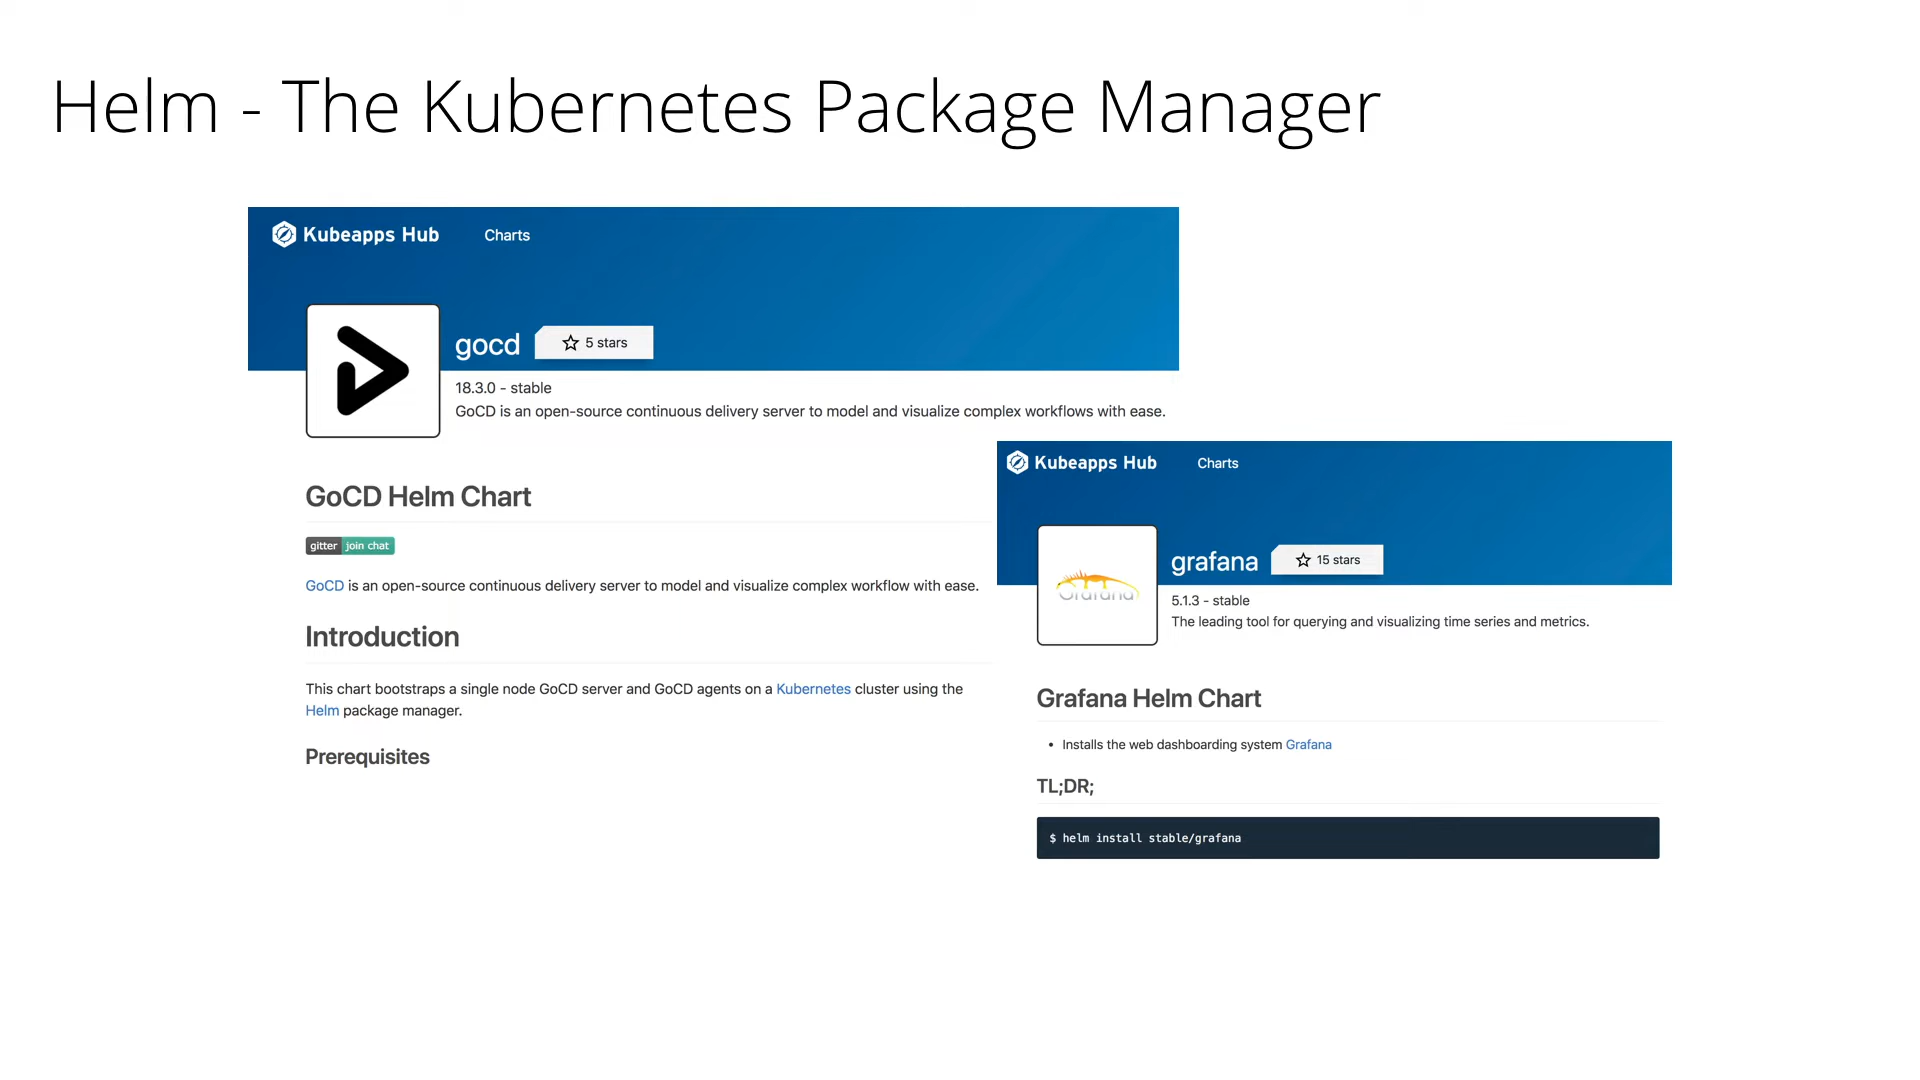 Helm - The Kubernetes Package Manager
Kubeapps Hub Charts
gocd 5 stars
18.3.0 - stable
GoCD is an open-source continuous delivery server to model and visualize complex workflows with ease.
GoCD Helm Chart
gitter join chat
GoCD is an open-source continuous delivery server to model and visualize complex workflow with ease.
Introduction
This chart bootstraps a single node GoCD server and GoCD agents on a Kubernetes cluster using the
Helm package manager.
Prerequisites
Kubeapps Hub Charts
Grafana
grafana 15 stars
5.1.3 - stable
The leading tool for querying and visualizing time series and metrics.
Grafana Helm Chart
• Installs the web dashboarding system Grafana
TL;DR;
$ helm install stable/grafana